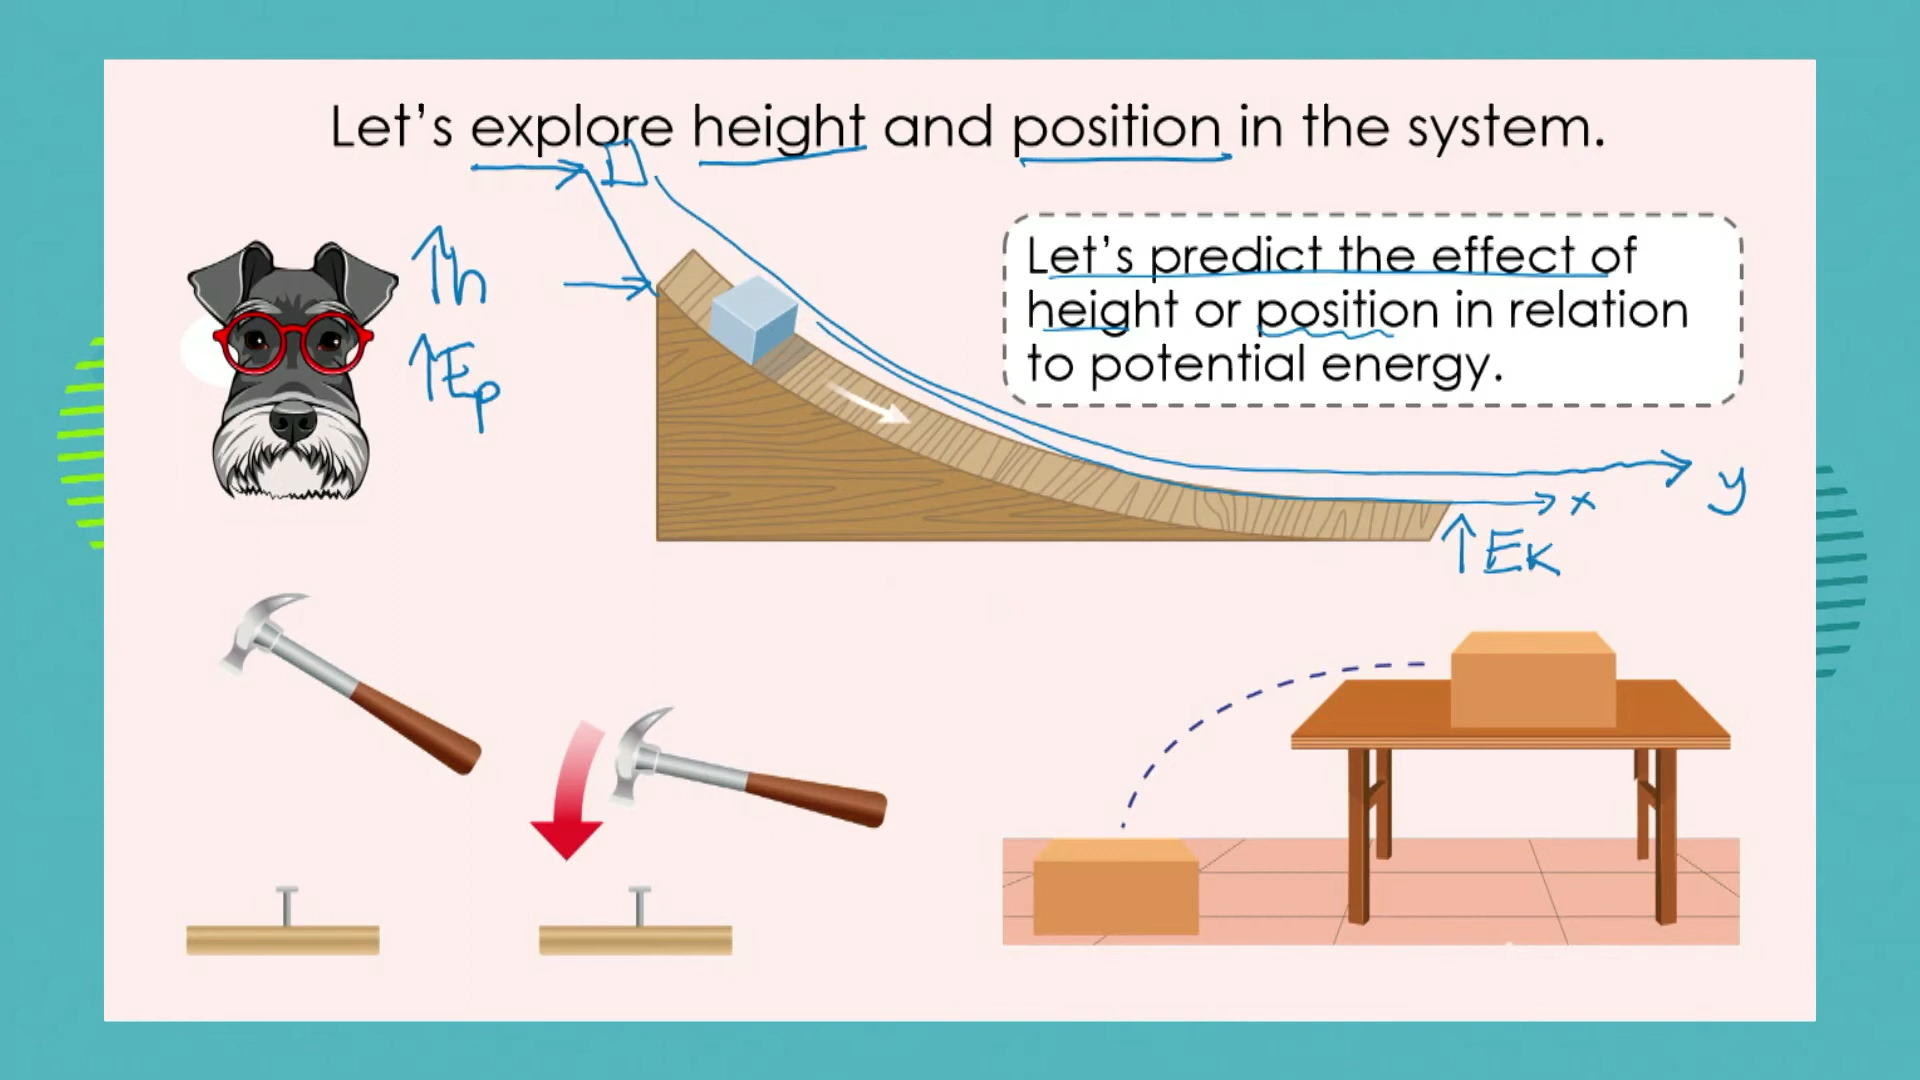 Let's explore height and position in the system.
↑h
↑Ep
Let's predict the effect of
height or position in relation
to potential energy.
y
x
↑EK